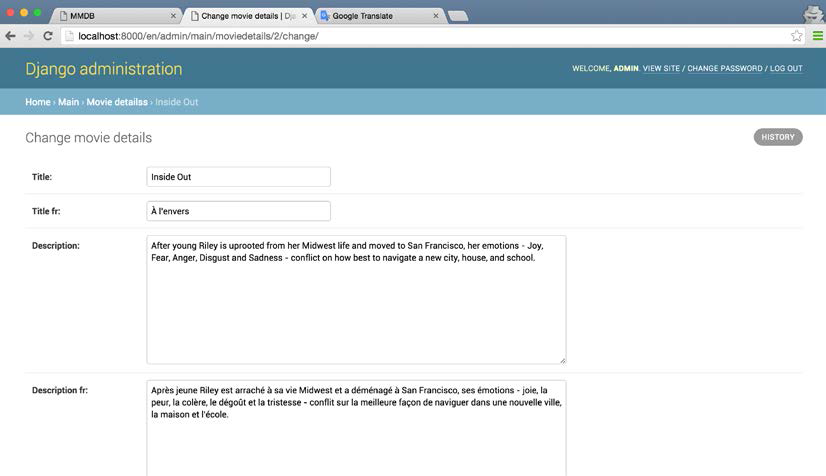 MMDB
Change movie details | Dja
Google Translate
localhost:8000/en/admin/main/moviedetails/2/change/
Django administration
WELCOME, ADMIN. VIEW SITE / CHANGE PASSWORD / LOG OUT
Home › Main › Movie detailss › Inside Out
Change movie details
HISTORY
Title:
Inside Out
Title fr:
À l'envers
Description:
After young Riley is uprooted from her Midwest life and moved to San Francisco, her emotions - Joy,
Fear, Anger, Disgust and Sadness - conflict on how best to navigate a new city, house, and school.
Description fr:
Après jeune Riley est arraché à sa vie Midwest et a déménagé à San Francisco, ses émotions - joie, la
peur, la colère, le dégoût et la tristesse - conflit sur la meilleure façon de naviguer dans une nouvelle ville,
la maison et l'école.